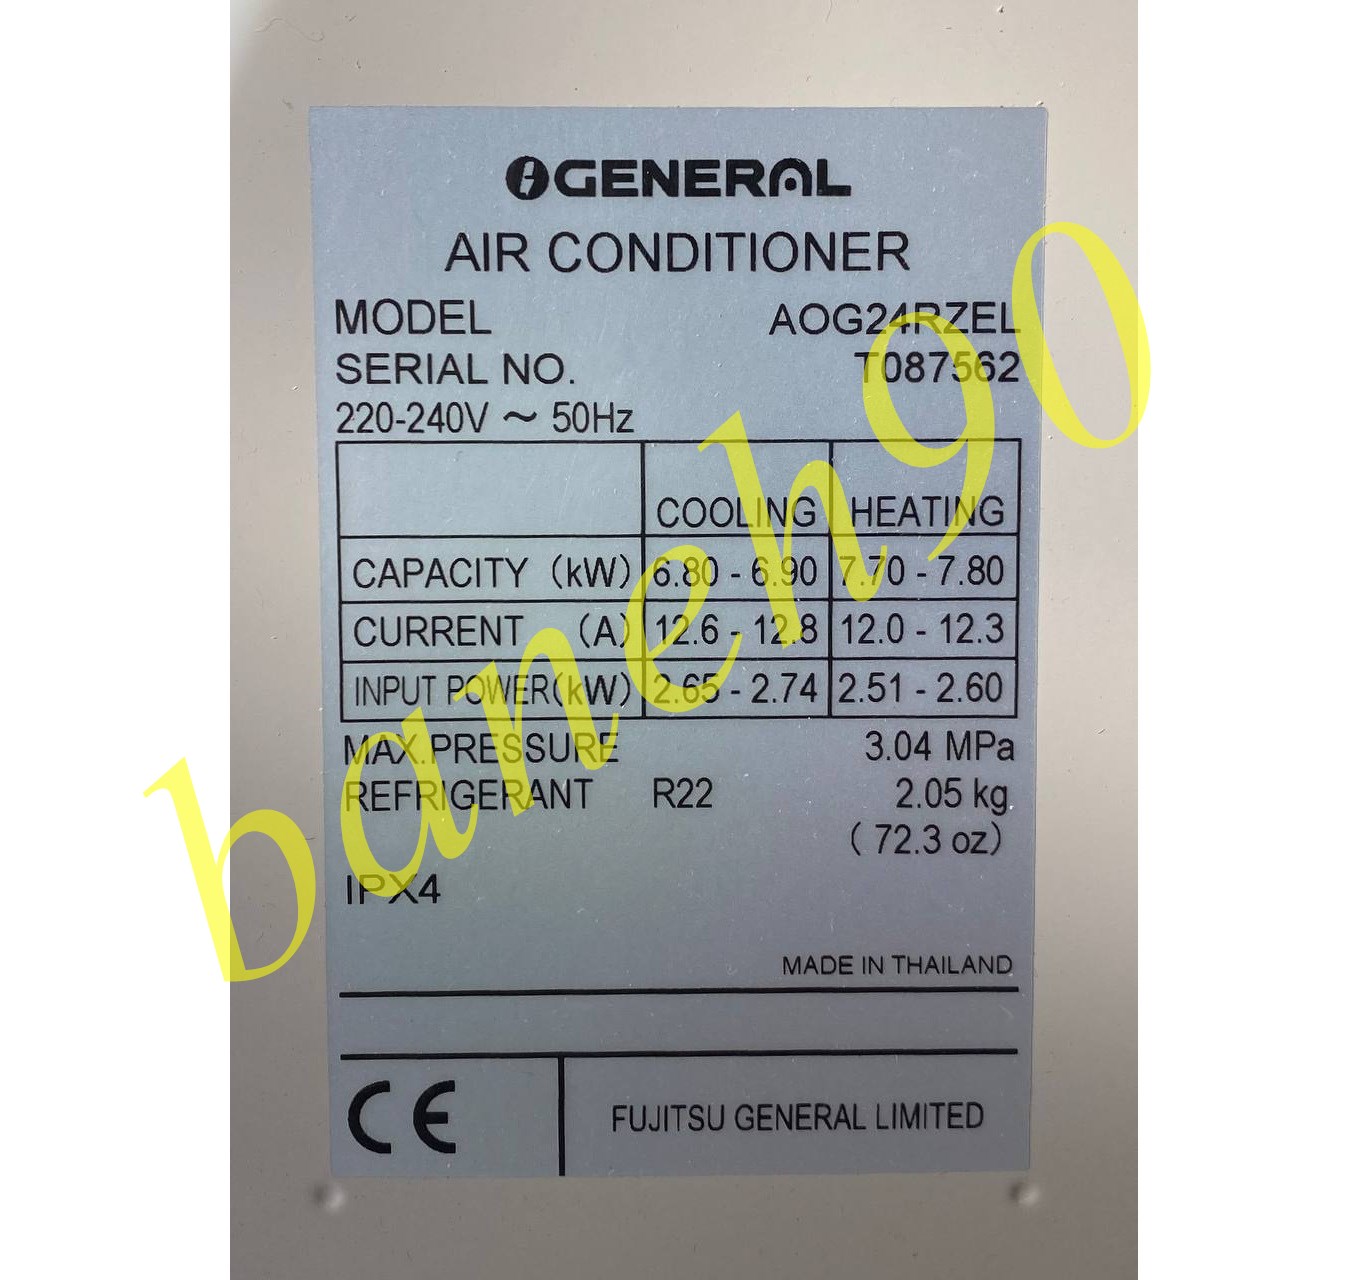 GENERAL
AIR CONDITIONER
MODEL AOG24RZEL
SERIAL NO. T087562
220-240V ~ 50Hz
COOLING HEATING
CAPACITY (kW) 6.80 - 6.90 7.70 - 7.80
CURRENT (A) 12.6 - 12.8 12.0 - 12.3
INPUT POWER(kW) 2.65 - 2.74 2.51 - 2.60
MAX.PRESSURE 3.04 MPa
REFRIGERANT R22 2.05 kg
( 72.3 oz)
IPX4
MADE IN THAILAND
CE FUJITSU GENERAL LIMITED
baneh90